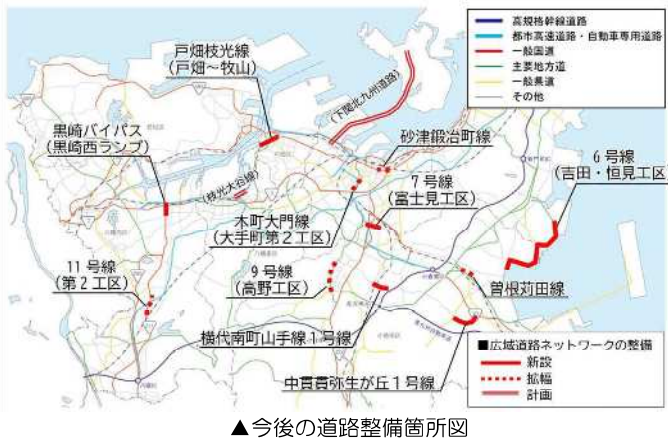 高規格幹線道路
都市高速道路・自動車専用道路
一般国道
主要地方道
一般県道
その他
戸畑枝光線
(戸畑~牧山)
(下関北九州道路)
黒崎バイパス
(黒崎西ランプ)
砂津鍛冶町線
6号線
(吉田・恒見工区)
7号線
(富士見工区)
(枝光大谷線)
木町大門線
(大手町第2工区)
11号線
(第2工区)
9号線
(高野工区)
曽根苅田線
横代南町山手線1号線
中貫貫弥生が丘1号線
■広域道路ネットワークの整備
新設
拡幅
計画
▲今後の道路整備箇所図